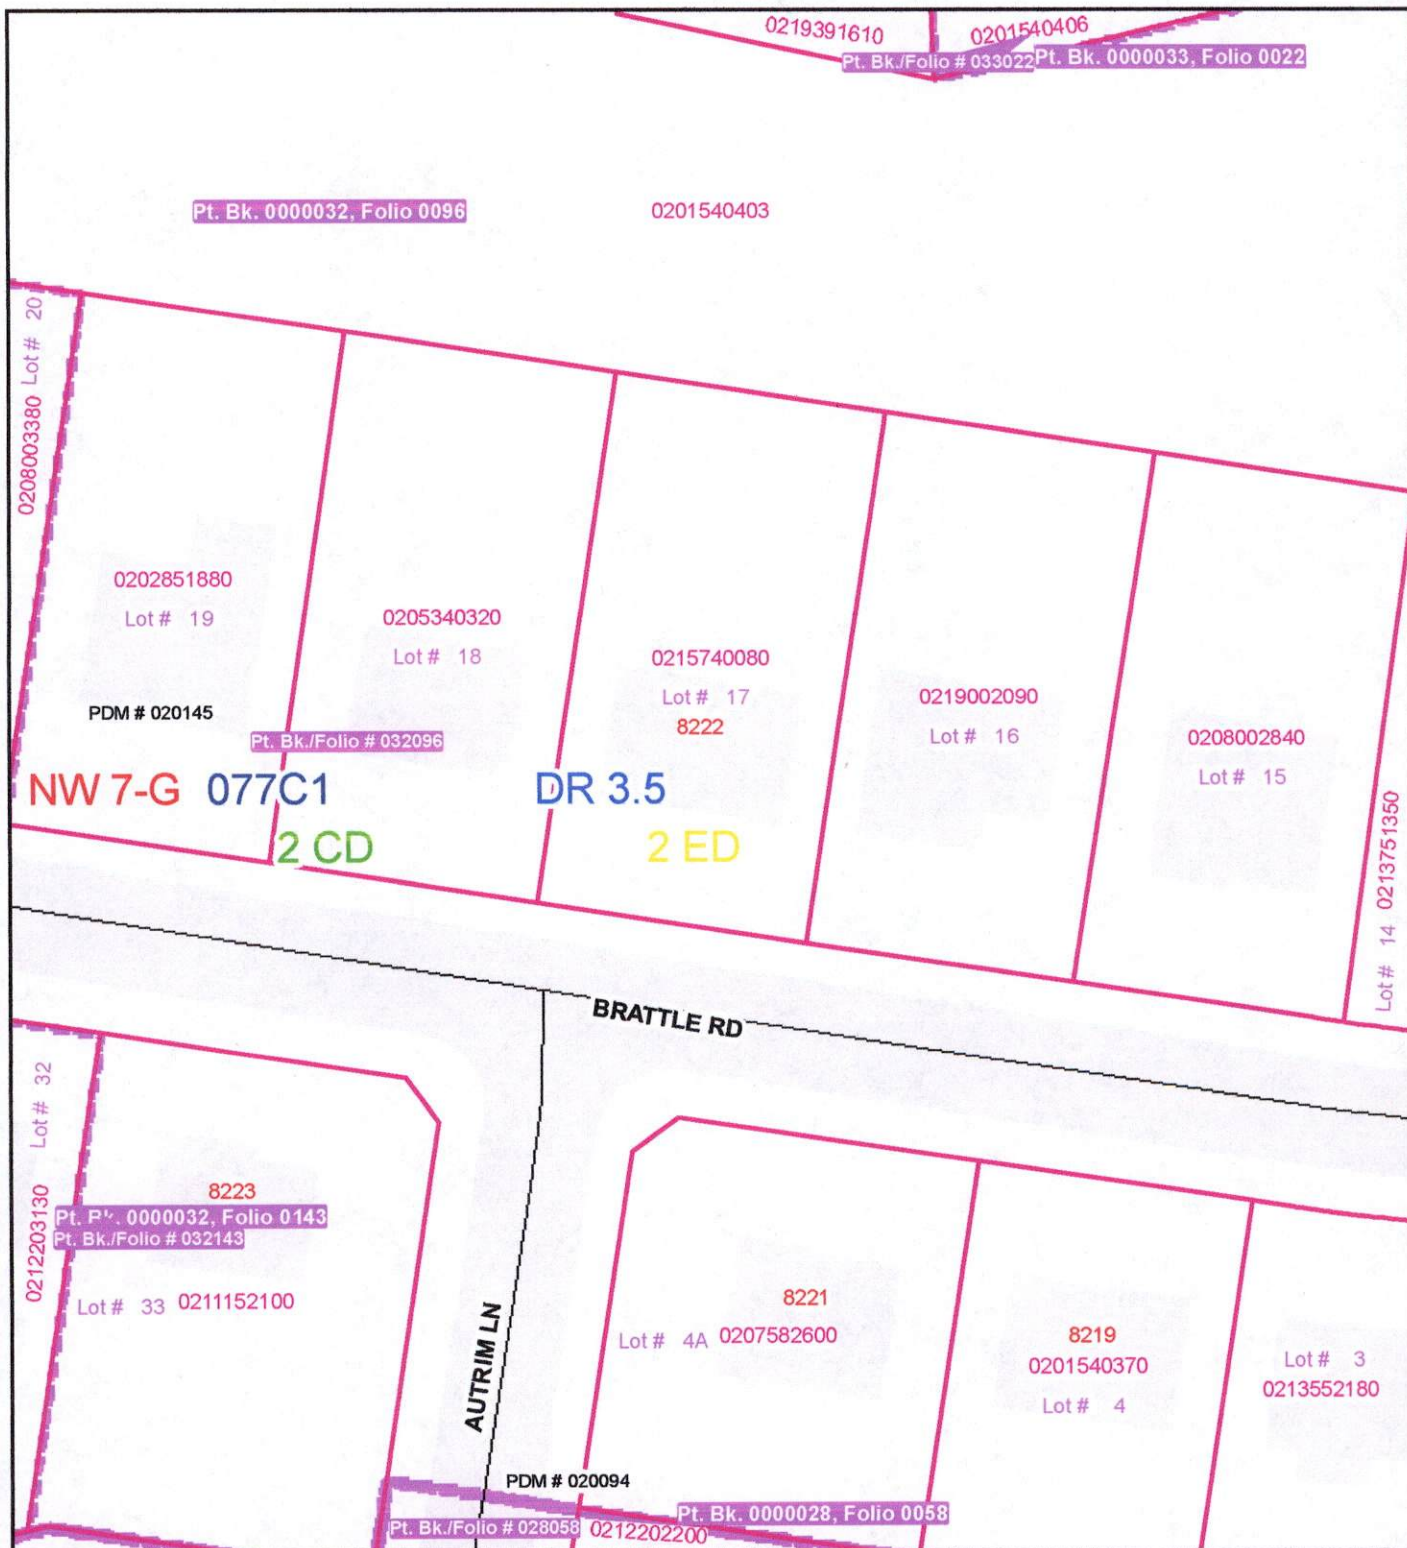 0219391610
0201540406
Pt. Bk./Folio # 033022
Pt. Bk. 0000033, Folio 0022
Pt. Bk. 0000032, Folio 0096
0201540403
0208003380 Lot # 20
0202851880
Lot # 19
0205340320
Lot # 18
0215740080
Lot # 17
8222
0219002090
Lot # 16
0208002840
Lot # 15
Lot # 14 0213751350
PDM # 020145
Pt. Bk./Folio # 032096
NW 7-G 077C1
DR 3.5
2 CD
2 ED
BRATTLE RD
0212203130 Lot # 32
8223
Pt. Bk. 0000032, Folio 0143
Pt. Bk./Folio # 032143
Lot # 33 0211152100
AUTRIM LN
8221
Lot # 4A 0207582600
8219
0201540370
Lot # 4
Lot # 3
0213552180
PDM # 020094
Pt. Bk. 0000028, Folio 0058
Pt. Bk./Folio # 028058
0212202200